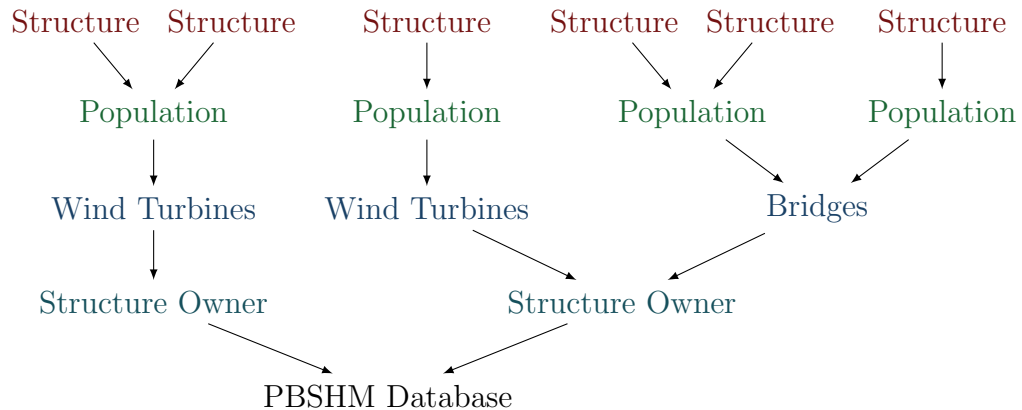 Structure Structure Structure Structure Structure Structure
Population Population Population Population
Wind Turbines Wind Turbines Bridges
Structure Owner Structure Owner
PBSHM Database